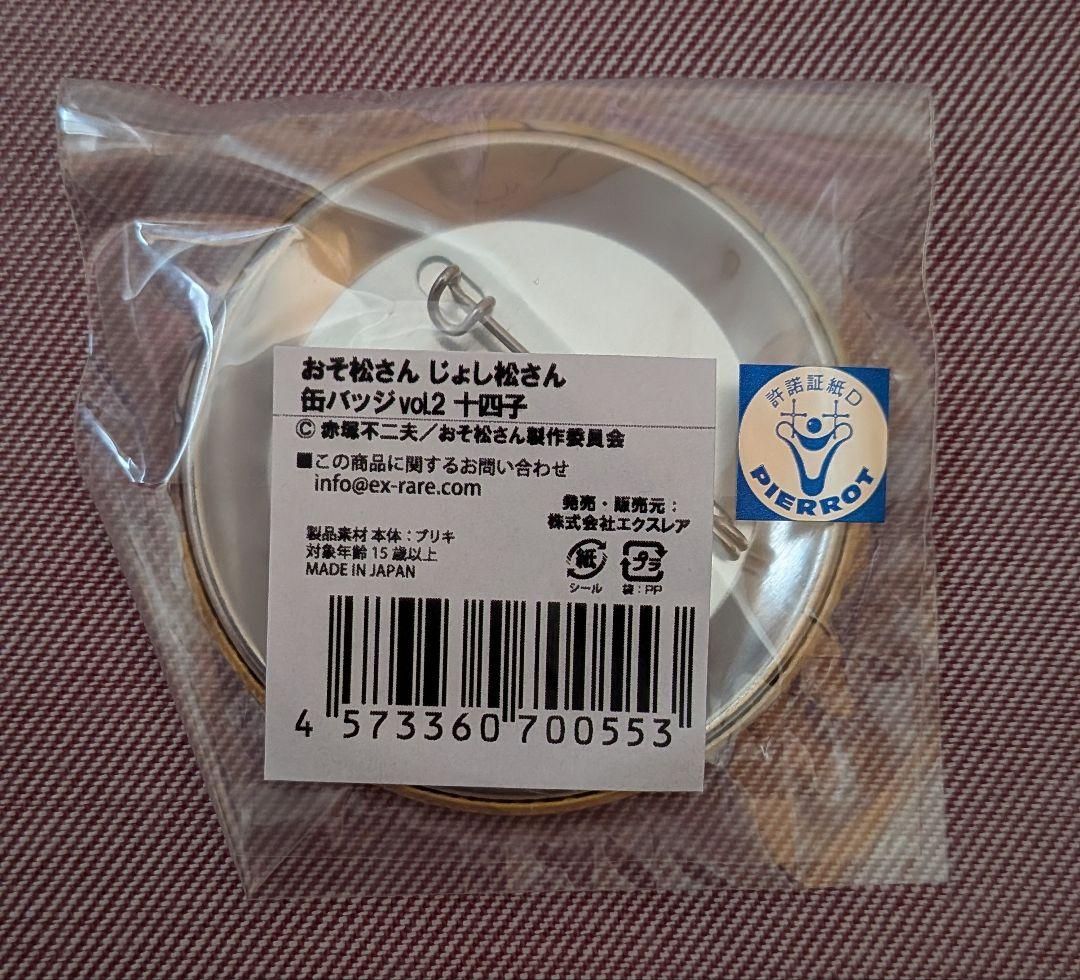 おそ松さん じょし松さん
缶バッジvol.2 十四子
© 赤塚不二夫／おそ松さん製作委員会
■この商品に関するお問い合わせ
info@ex-rare.com
発売・販売元：
株式会社エクスレア
製品素材 本体：ブリキ
対象年齢 15 歳以上
MADE IN JAPAN
紙
シール
プラ
袋：PP
4 573360 700553
許諾証紙D
PIERROT